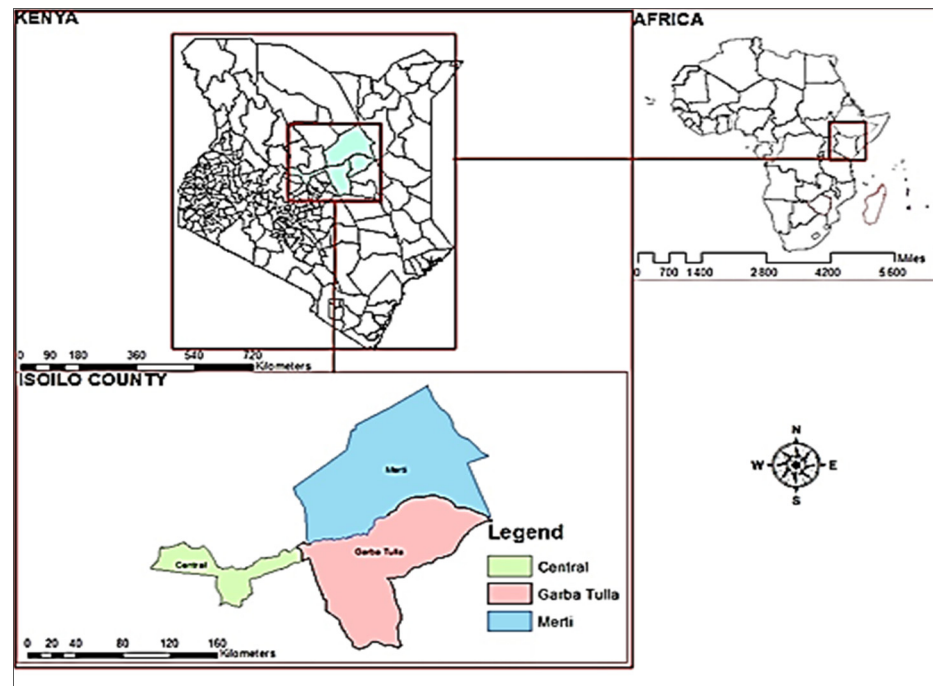 KENYA
AFRICA
0 700 1400 2800 4200 5600
Miles
0 90 180 360 540 720
Kilometers
ISOILO COUNTY
Merti
Garba Tulla
Central
N
W E
S
Legend
Central
Garba Tulla
Merti
0 20 40 80 120 160
Kilometers